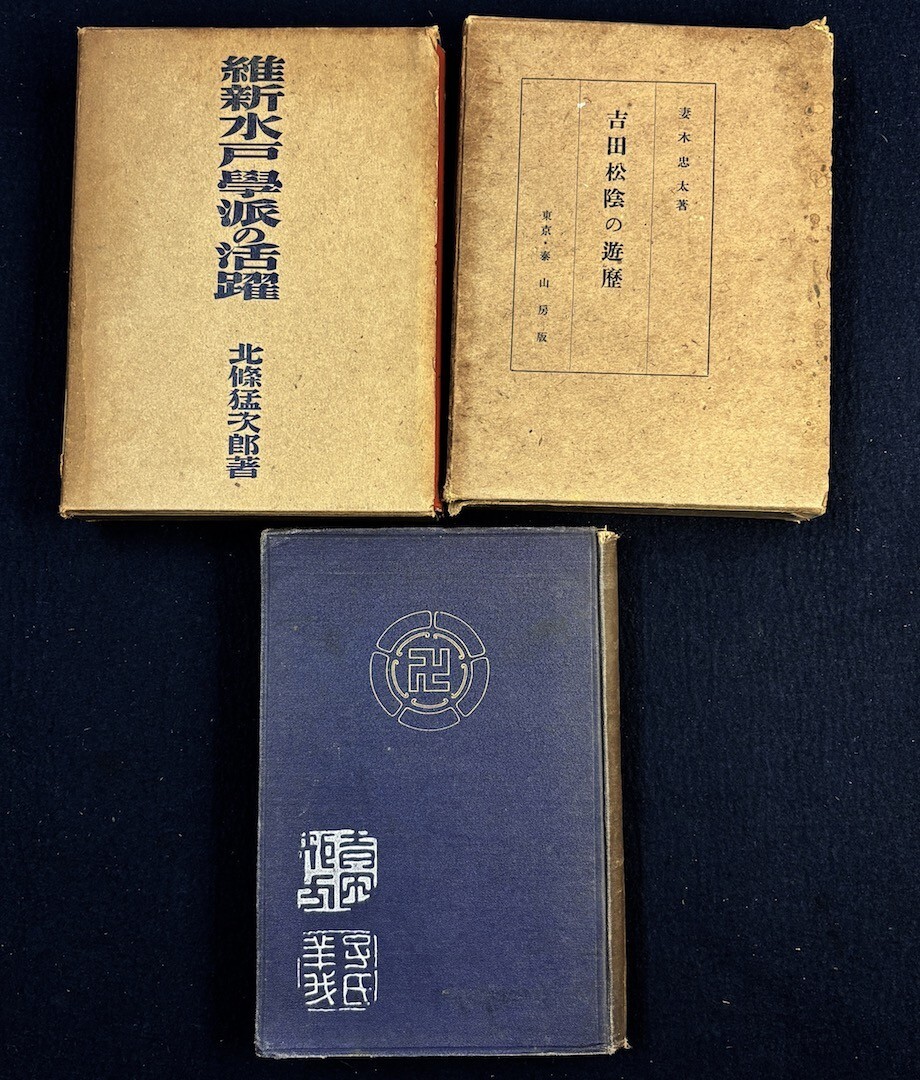 維新水戸學派の活躍
北條猛次郎著
妻木忠太著
吉田松陰の遊歷
東京・泰山房版